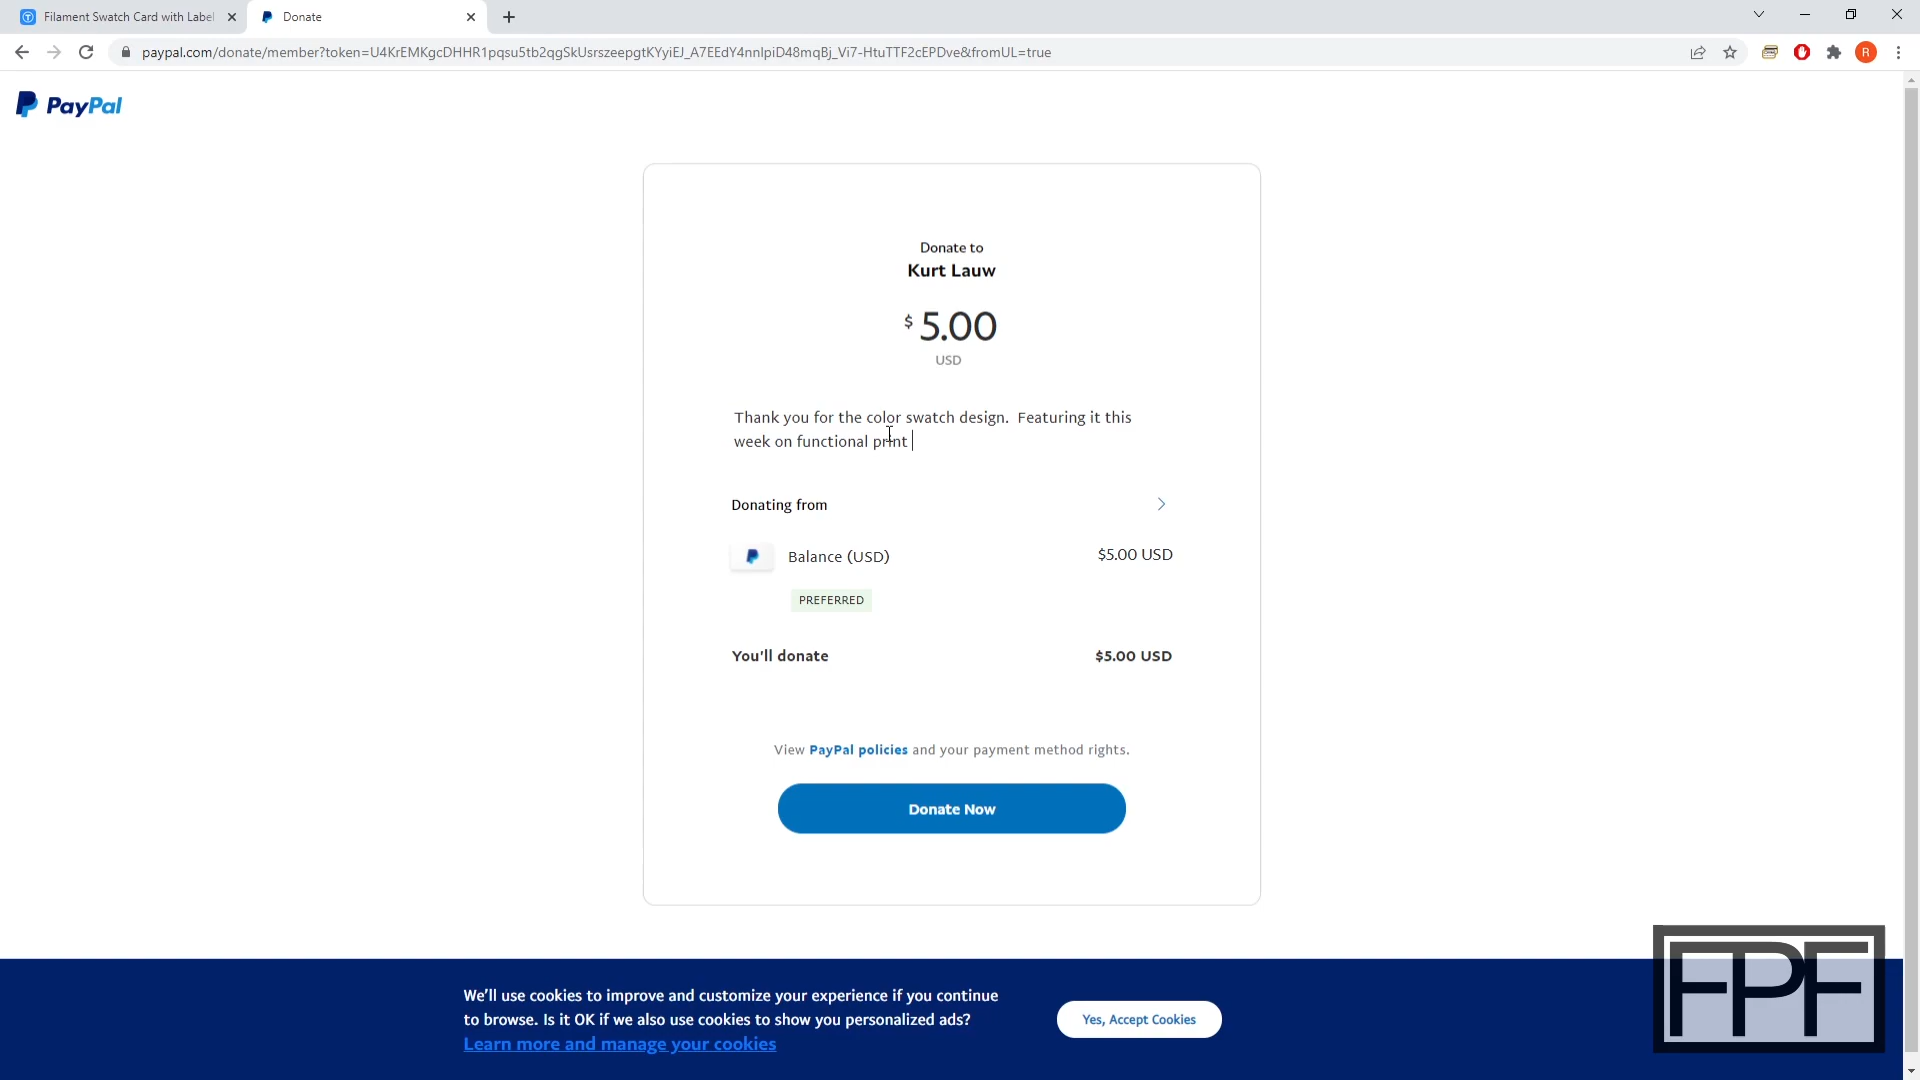 Filament Swatch Card with Label
Donate
paypal.com/donate/member?token=U4KrEMKgcDHHR1pqsu5tb2qgSkUsrszeepgtKYyiEJ_A7EEdY4nnlpiD48mqBj_Vi7-HtuTTF2cEPDve&fromUL=true
R
PayPal
Donate to
Kurt Lauw
$ 5.00
USD
Thank you for the color swatch design.  Featuring it this
week on functional print
Donating from
Balance (USD) $5.00 USD
PREFERRED
You'll donate $5.00 USD
View PayPal policies and your payment method rights.
Donate Now
We'll use cookies to improve and customize your experience if you continue
to browse. Is it OK if we also use cookies to show you personalized ads?
Learn more and manage your cookies
Yes, Accept Cookies
FPF